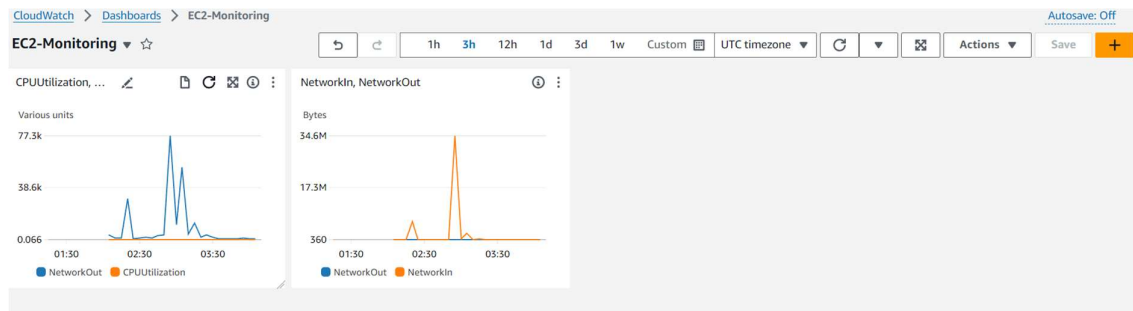 CloudWatch > Dashboards > EC2-Monitoring
Autosave: Off
EC2-Monitoring
1h 3h 12h 1d 3d 1w Custom UTC timezone Actions Save +
CPUUtilization, ...
Various units
77.3k
38.6k
0.066
01:30 02:30 03:30
NetworkOut CPUUtilization
NetworkIn, NetworkOut
Bytes
34.6M
17.3M
360
01:30 02:30 03:30
NetworkOut NetworkIn